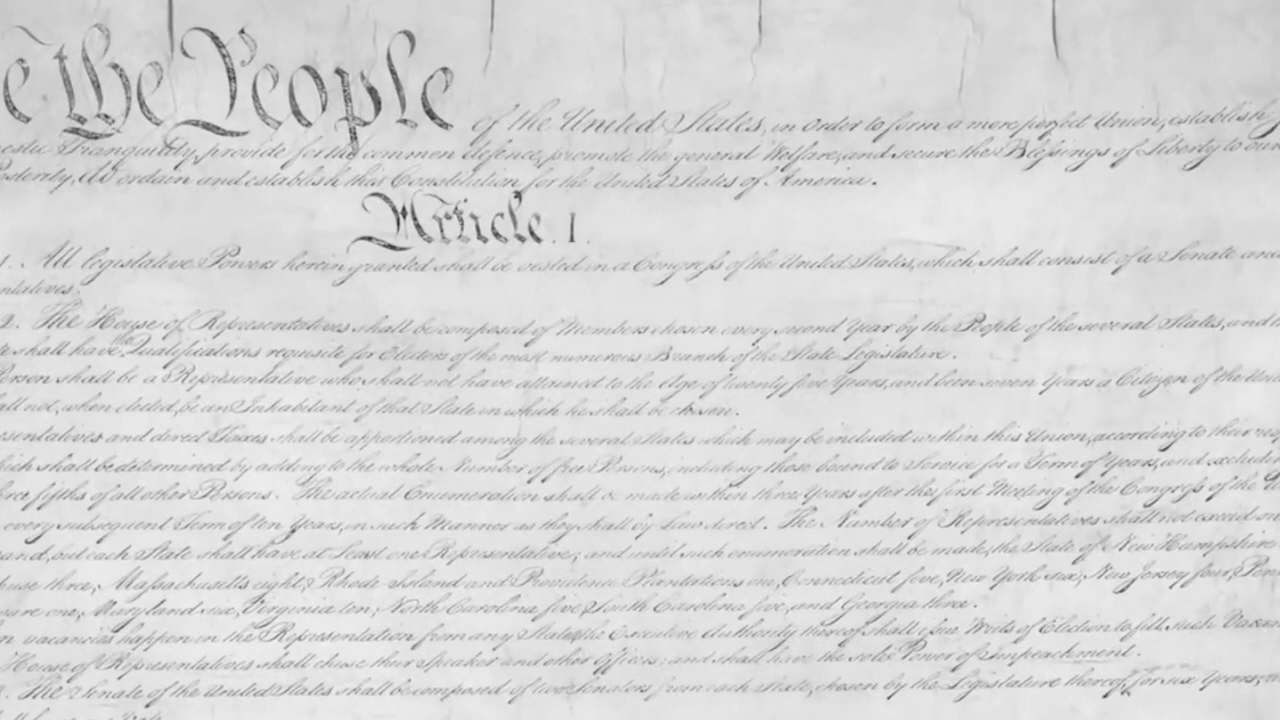 e the People of the United States, in Order to form a more perfect Union, establish J
estic Tranquility, provide for the common defence, promote the general Welfare, and secure the Blessings of Liberty to our
osterity, do ordain and establish this Constitution for the United States of America.
Article. I.
1. All legislative Powers herein granted shall be vested in a Congress of the United States, which shall consist of a Senate and
ntatives.
2. The House of Representatives shall be composed of Members chosen every second Year by the People of the several States, and
e shall have the Qualifications requisite for Electors of the most numerous Branch of the State Legislature.
Person shall be a Representative who shall not have attained to the Age of twenty five Years, and been seven Years a Citizen of the Unit
all not, when elected, be an Inhabitant of that State in which he shall be chosen.
esentatives and direct Taxes shall be apportioned among the several States which may be included within this Union, according to their
hich shall be determined by adding to the whole Number of free Persons, including those bound to Service for a Term of Years, and excludin
hree fifths of all other Persons. The actual Enumeration shall be made within three Years after the first Meeting of the Congress of the U
every subsequent Term of ten Years, in such Manner as they shall by Law direct. The Number of Representatives shall not exceed on
and, but each State shall have at Least one Representative; and until such enumeration shall be made, the State of New Hampshire
huse three, Massachusetts eight, Rhode Island and Providence Plantations one, Connecticut five, New York six, New Jersey four, Penn
ware one, Maryland six, Virginia ten, North Carolina five, South Carolina five, and Georgia three.
n vacancies happen in the Representation from any State, the Executive Authority thereof shall issue Writs of Election to fill such Vacan
House of Representatives shall chuse their Speaker and other Officers; and shall have the sole Power of Impeachment.
. The Senate of the United States shall be composed of two Senators from each State, chosen by the Legislature thereof, for six Years;